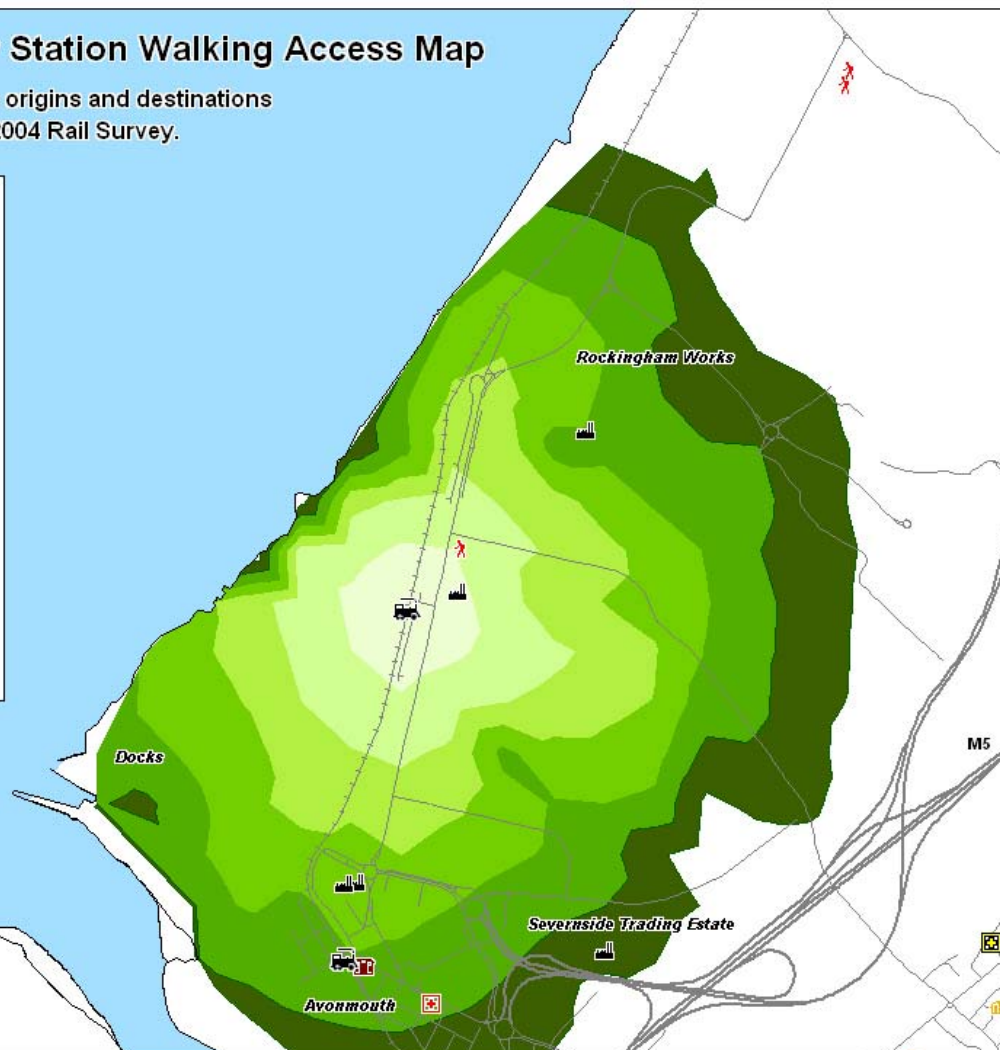 Station Walking Access Map
origins and destinations
2004 Rail Survey.
Rockingham Works
M5
Docks
Severnside Trading Estate
Avonmouth